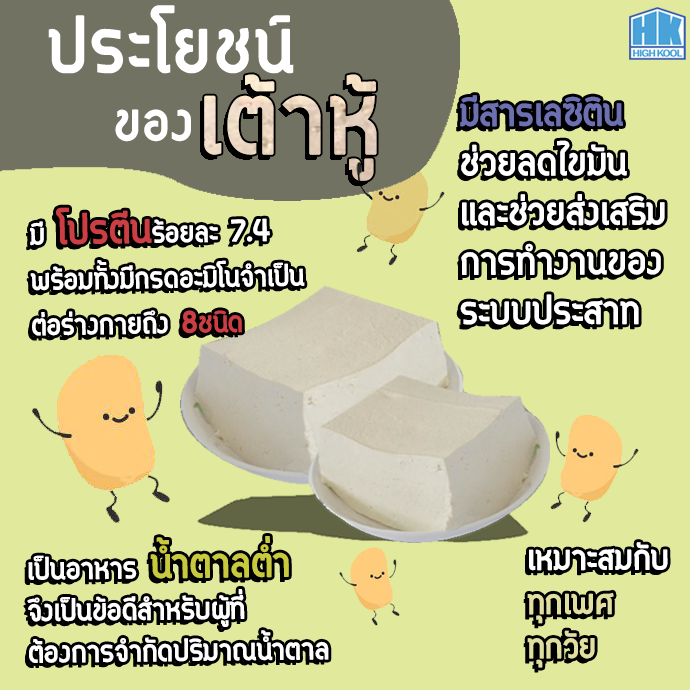 ประโยชน์
ของเต้าหู้
HK
HIGH KOOL
มีสารเลซิติน
ช่วยลดไขมัน
และช่วยส่งเสริม
การทำงานของ
ระบบประสาท
มี โปรตีนร้อยละ 7.4
พร้อมทั้งมีกรดอะมิโนจำเป็น
ต่อร่างกายถึง 8ชนิด
เป็นอาหาร น้ำตาลต่ำ
จึงเป็นข้อดีสำหรับผู้ที่
ต้องการจำกัดปริมาณน้ำตาล
เหมาะสมกับ
ทุกเพศ
ทุกวัย